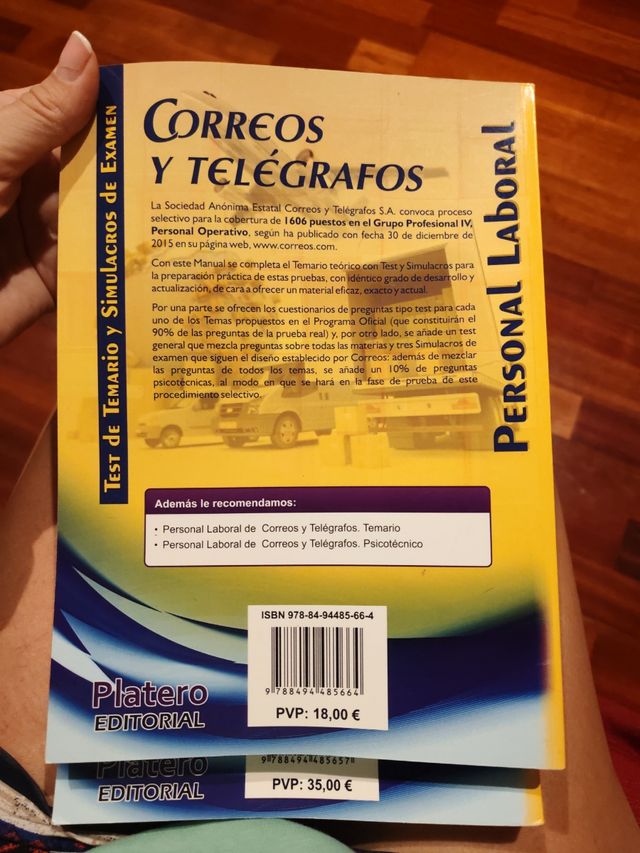 CORREOS
Y TELÉGRAFOS
La Sociedad Anónima Estatal Correos y Telégrafos S.A. convoca proceso
selectivo para la cobertura de 1606 puestos en el Grupo Profesional IV,
Personal Operativo, según ha publicado con fecha 30 de diciembre de
2015 en su página web, www.correos.com.
Con este Manual se completa el Temario teórico con Test y Simulacros para
la preparación práctica de estas pruebas, con idéntico grado de desarrollo y
actualización, de cara a ofrecer un material eficaz, exacto y actual.
Por una parte se ofrecen los cuestionarios de preguntas tipo test para cada
uno de los Temas propuestos en el Programa Oficial (que constituirán el
90% de las preguntas de la prueba real) y, por otro lado, se añade un test
general que mezcla preguntas sobre todas las materias y tres Simulacros de
examen que siguen el diseño establecido por Correos: además de mezclar
las preguntas de todos los temas, se añade un 10% de preguntas
psicotécnicas, al modo en que se hará en la fase de prueba de este
procedimiento selectivo.
TEST DE TEMARIO Y SIMULACROS DE EXAMEN
PERSONAL LABORAL
Además le recomendamos:
• Personal Laboral de Correos y Telégrafos. Temario
• Personal Laboral de Correos y Telégrafos. Psicotécnico
ISBN 978-84-94485-66-4
9 788494 485664
PVP: 18,00 €
Platero
EDITORIAL
9 788494 485657
PVP: 35,00 €
Platero
EDITORIAL